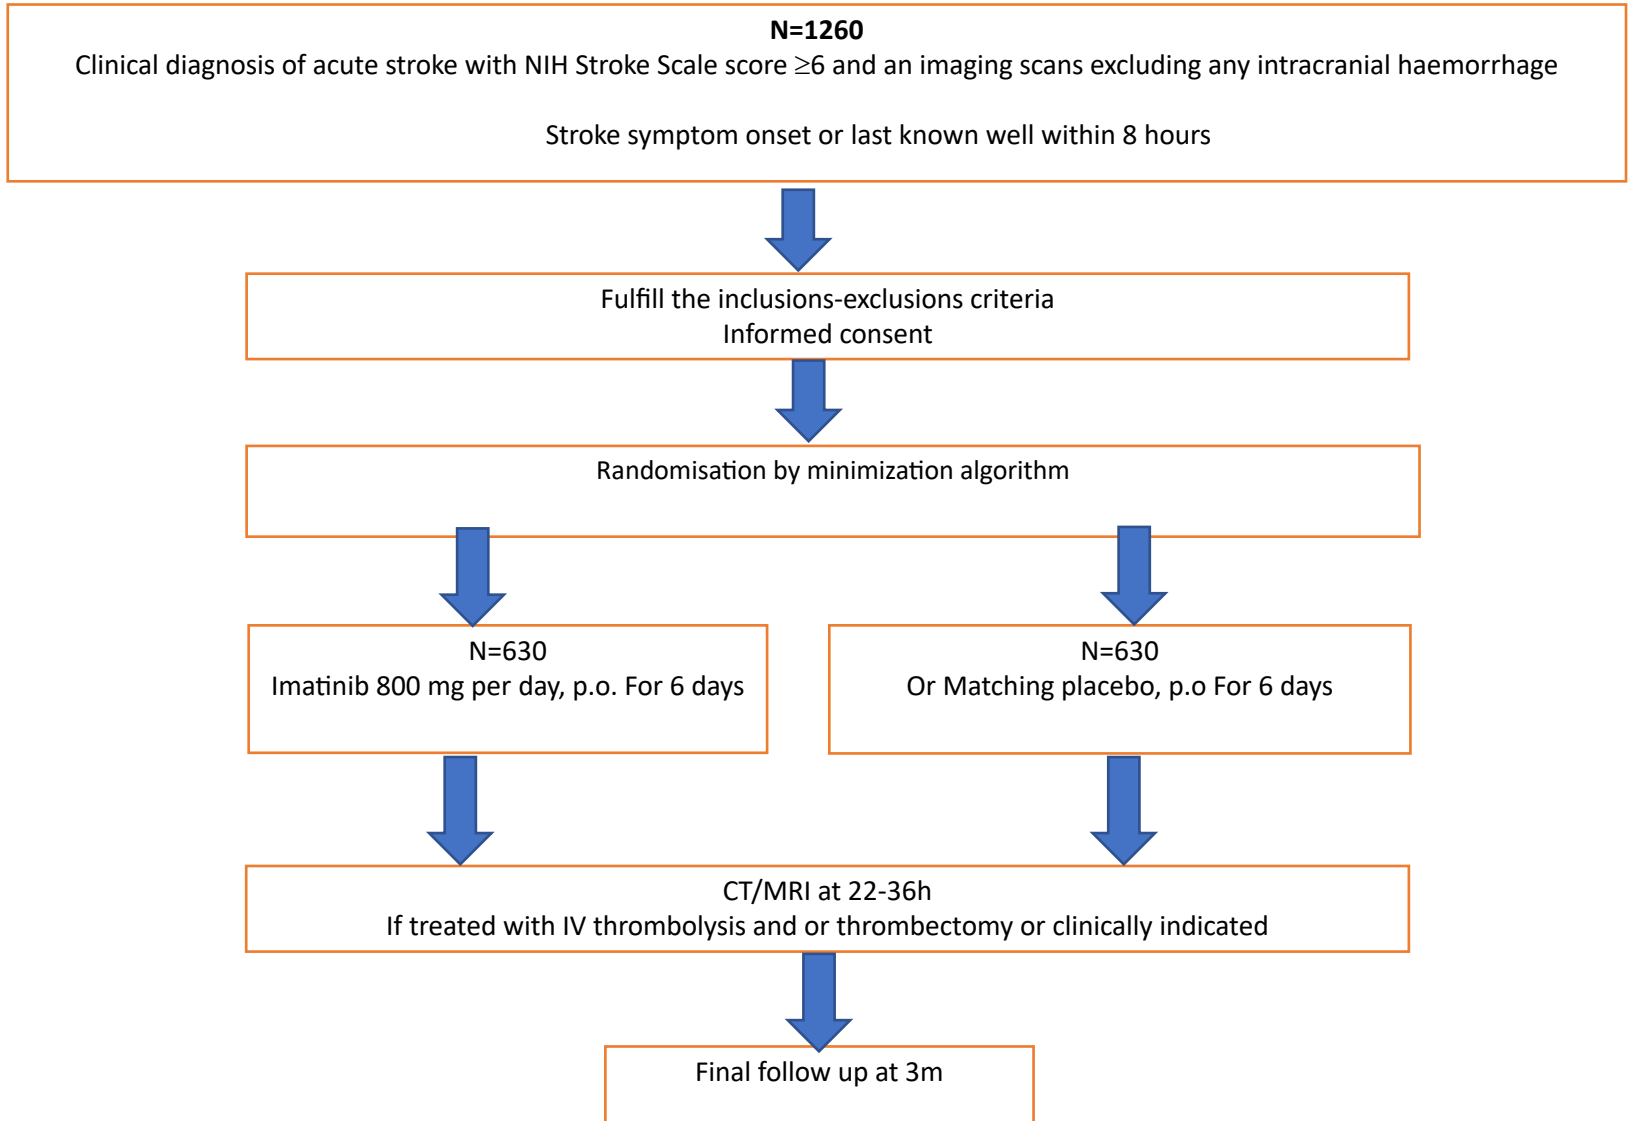 N=1260
Clinical diagnosis of acute stroke with NIH Stroke Scale score ≥6 and an imaging scans excluding any intracranial haemorrhage
Stroke symptom onset or last known well within 8 hours
Fulfill the inclusions-exclusions criteria
Informed consent
Randomisation by minimization algorithm
N=630
Imatinib 800 mg per day, p.o. For 6 days
N=630
Or Matching placebo, p.o For 6 days
CT/MRI at 22-36h
If treated with IV thrombolysis and or thrombectomy or clinically indicated
Final follow up at 3m